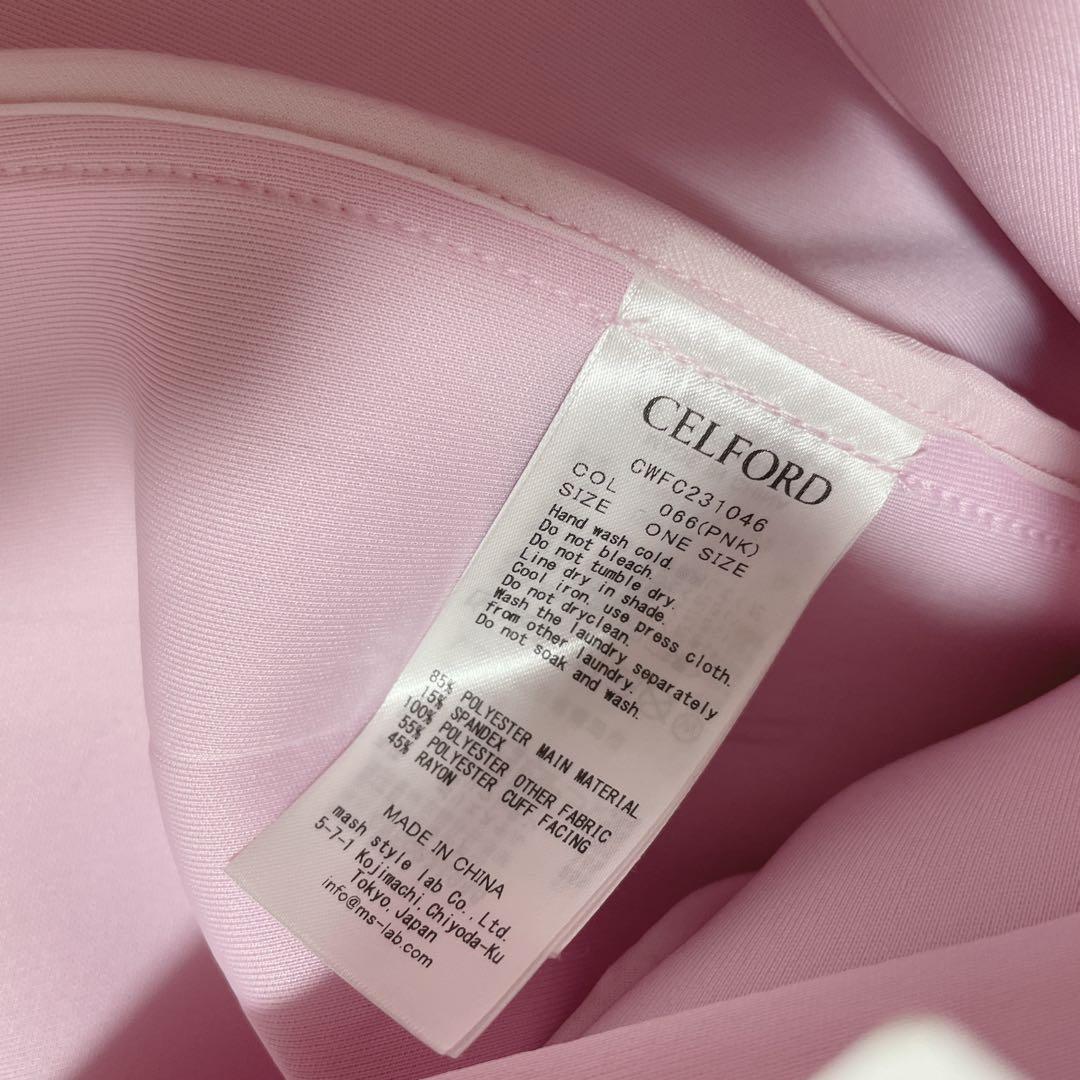 CELFORD
CWFC231046
COL 066(PNK)
SIZE ONE SIZE
Hand wash cold.
Do not bleach.
Do not tumble dry.
Line dry in shade.
Cool iron, use press cloth.
Do not dryclean.
Wash the laundry separately
from other laundry.
Do not soak and wash.
85% POLYESTER MAIN MATERIAL
15% SPANDEX
100% POLYESTER OTHER FABRIC
55% POLYESTER CUFF FACING
45% RAYON
MADE IN CHINA
mash style lab Co., Ltd.
5-7-1 Kojimachi, Chiyoda-Ku
Tokyo, Japan
info@ms-lab.com